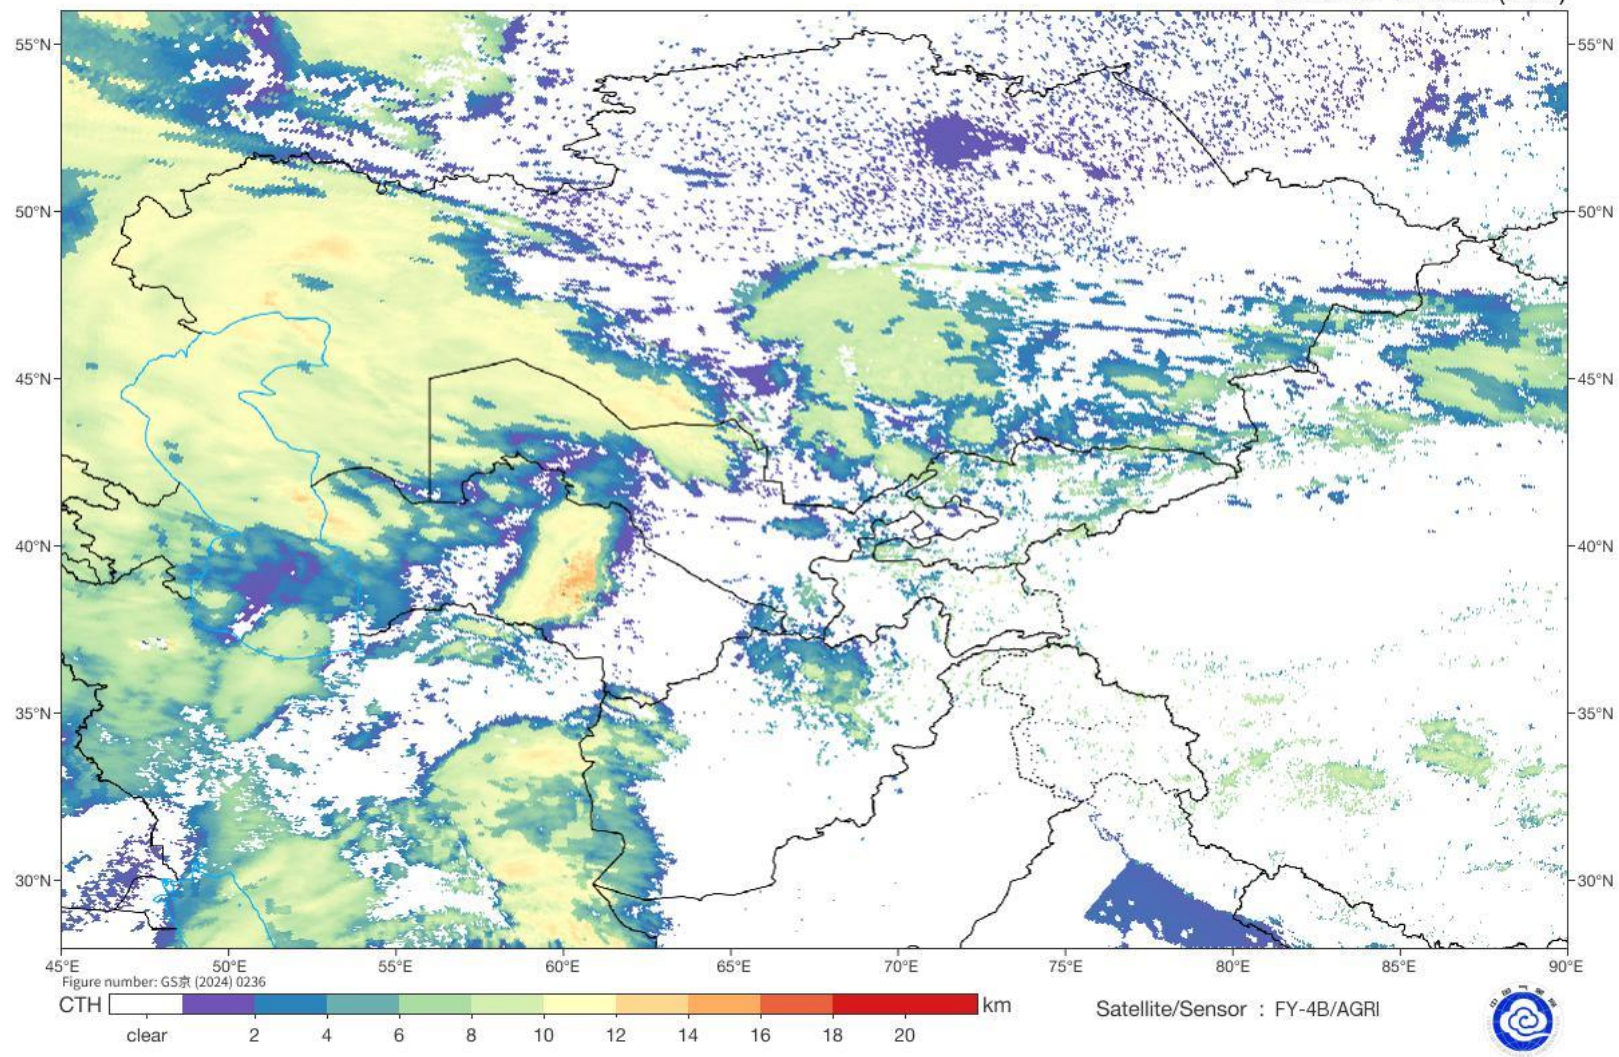 55°N
55°N
50°N
50°N
45°N
45°N
40°N
40°N
35°N
35°N
30°N
30°N
45°E
50°E
55°E
60°E
65°E
70°E
75°E
80°E
85°E
90°E
Figure number: GS京 (2024) 0236
CTH
km
clear
2
4
6
8
10
12
14
16
18
20
Satellite/Sensor : FY-4B/AGRI